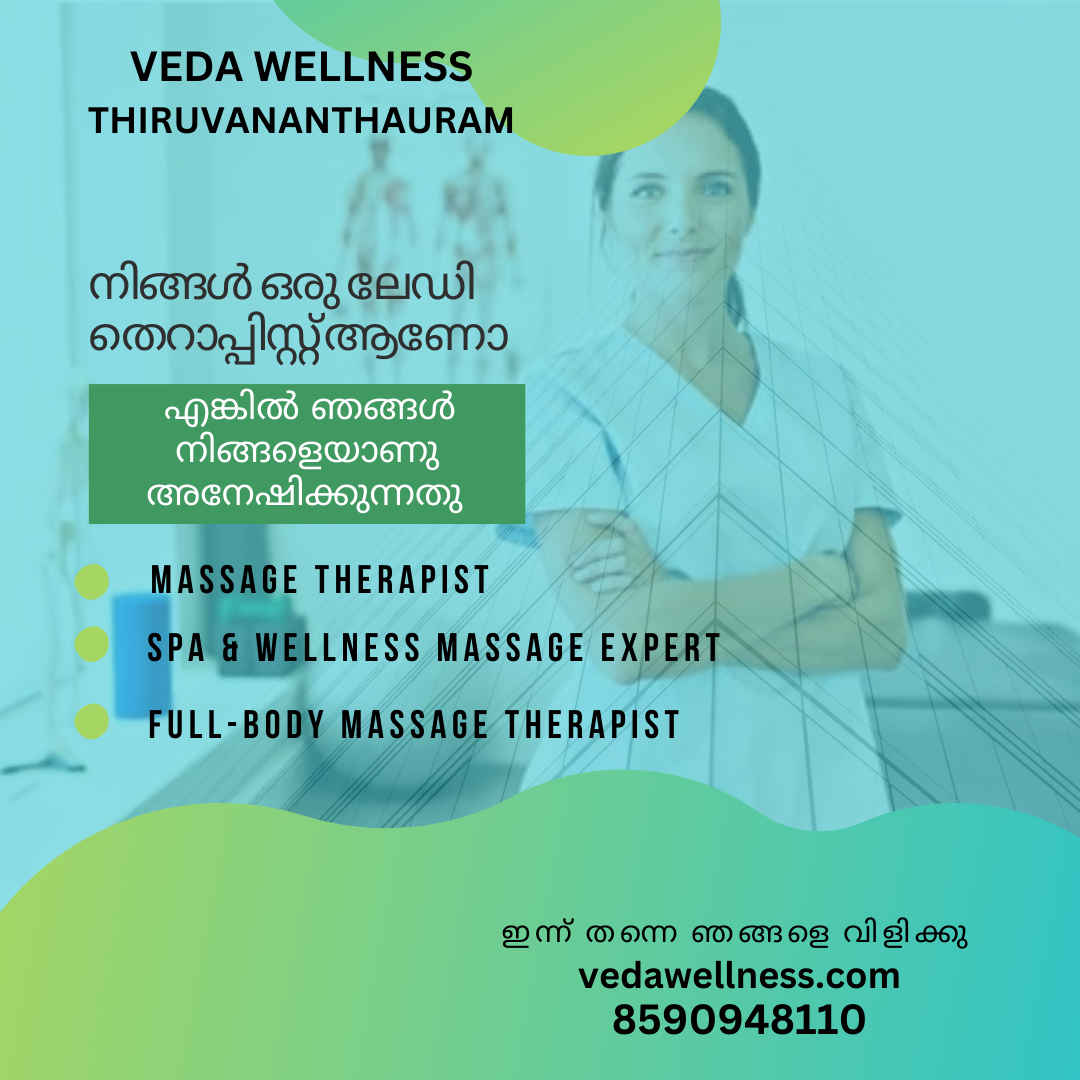 VEDA WELLNESS
THIRUVANANTHAURAM
നിങ്ങൾ ഒരു ലേഡി
തെറാപ്പിസ്റ്റ്ആണോ
എങ്കിൽ ഞങ്ങൾ
നിങ്ങളെയാണു
അന്വേഷിക്കുന്നതു
MASSAGE THERAPIST
SPA & WELLNESS MASSAGE EXPERT
FULL-BODY MASSAGE THERAPIST
ഇന്ന് തന്നെ ഞങ്ങളെ വിളിക്കു
vedawellness.com
8590948110